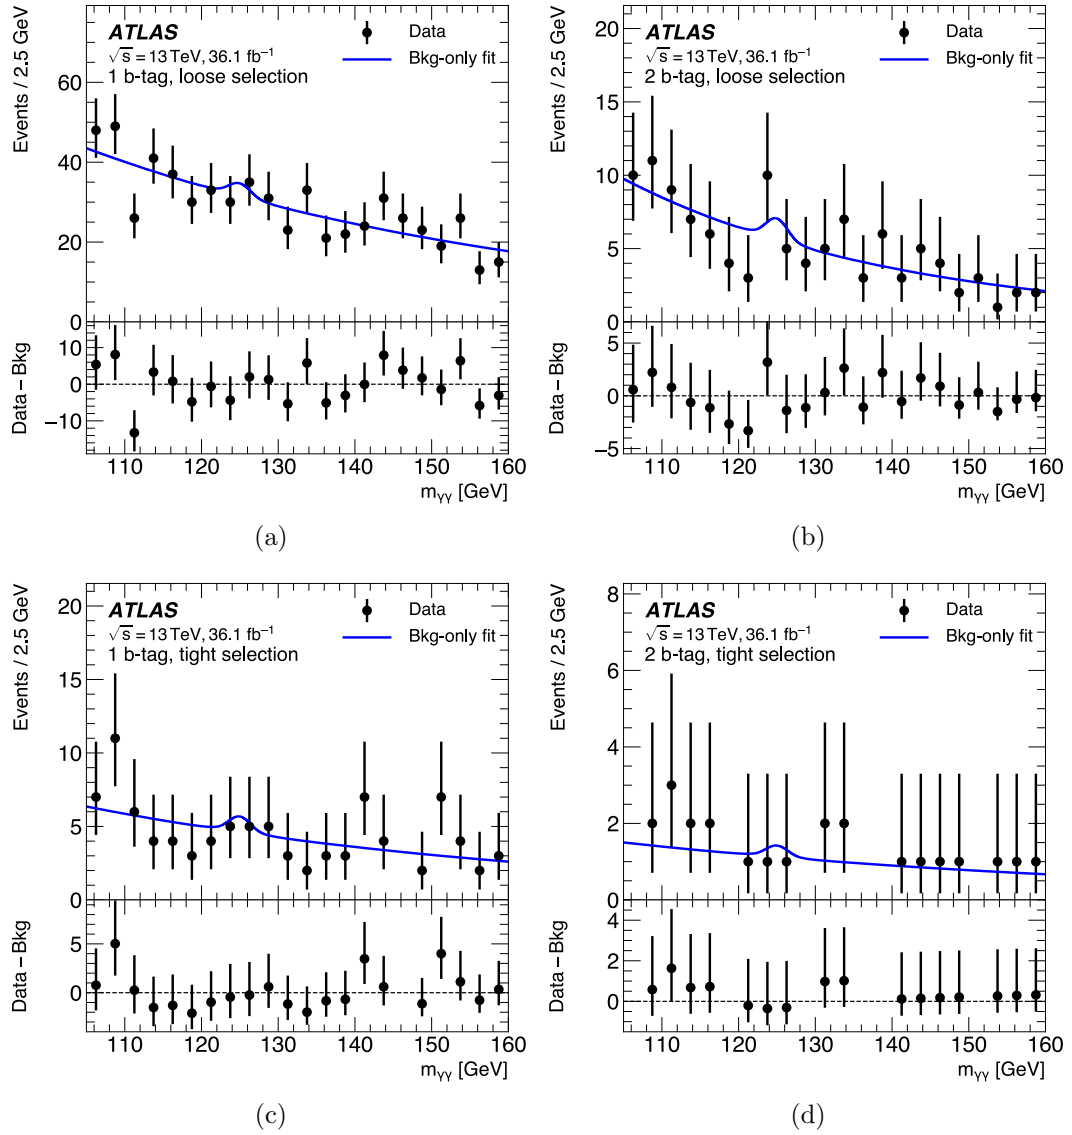 ATLAS
√s = 13 TeV, 36.1 fb⁻¹
1 b-tag, loose selection
Data
Bkg-only fit
Events / 2.5 GeV
60
40
20
0
Data−Bkg
10
0
−10
110 120 130 140 150 160
mγγ [GeV]
(a)
ATLAS
√s = 13 TeV, 36.1 fb⁻¹
2 b-tag, loose selection
Data
Bkg-only fit
Events / 2.5 GeV
20
15
10
5
0
Data−Bkg
5
0
−5
110 120 130 140 150 160
mγγ [GeV]
(b)
ATLAS
√s = 13 TeV, 36.1 fb⁻¹
1 b-tag, tight selection
Data
Bkg-only fit
Events / 2.5 GeV
20
15
10
5
0
Data−Bkg
5
0
110 120 130 140 150 160
mγγ [GeV]
(c)
ATLAS
√s = 13 TeV, 36.1 fb⁻¹
2 b-tag, tight selection
Data
Bkg-only fit
Events / 2.5 GeV
8
6
4
2
0
Data−Bkg
4
2
0
110 120 130 140 150 160
mγγ [GeV]
(d)